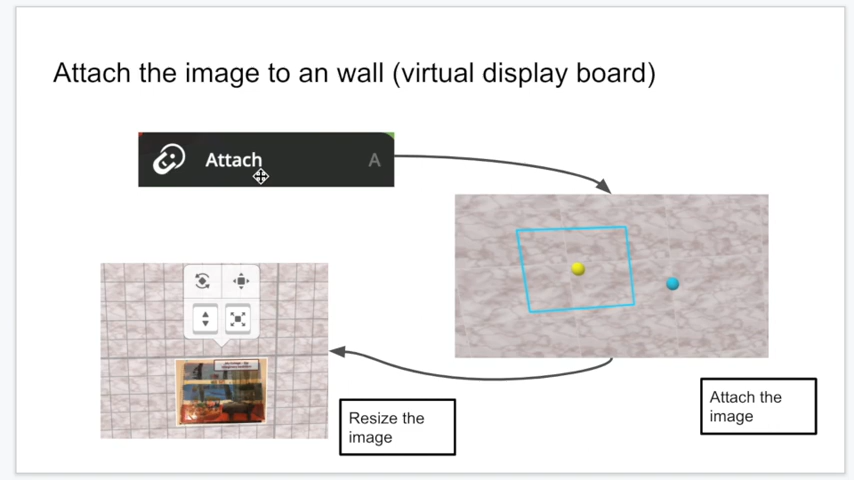 Attach the image to an wall (virtual display board)
Attach A
Resize the
image
Attach the
image